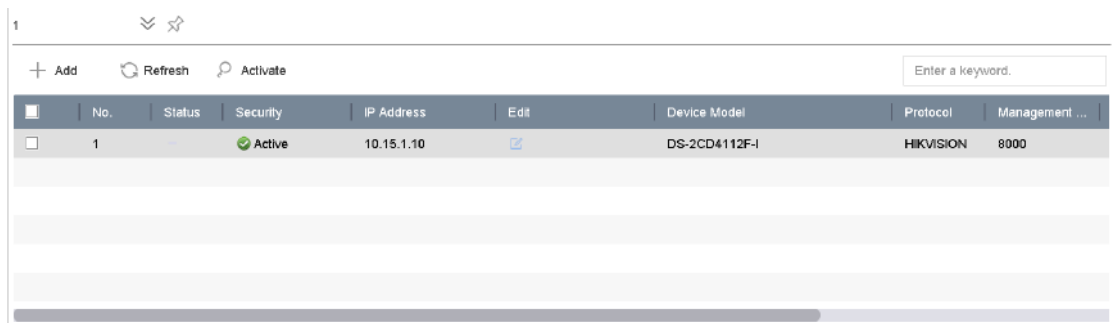 1
Add Refresh Activate Enter a keyword.
No. Status Security IP Address Edit Device Model Protocol Management ...
1 Active 10.15.1.10 DS-2CD4112F-I HIKVISION 8000